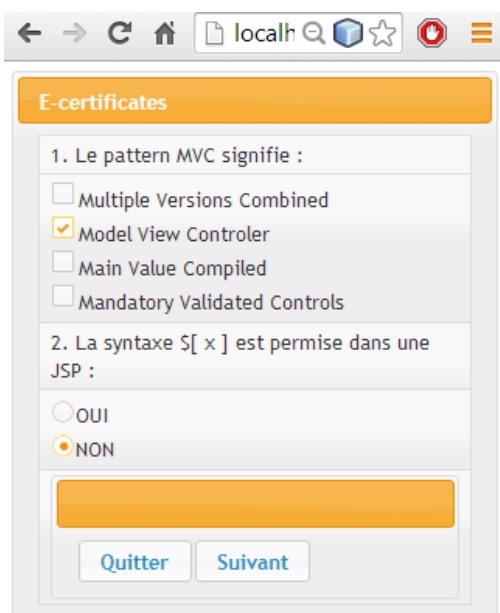 localh
E-certificates
1. Le pattern MVC signifie :
Multiple Versions Combined
Model View Controler
Main Value Compiled
Mandatory Validated Controls
2. La syntaxe $[ x ] est permise dans une
JSP :
OUI
NON
Quitter Suivant